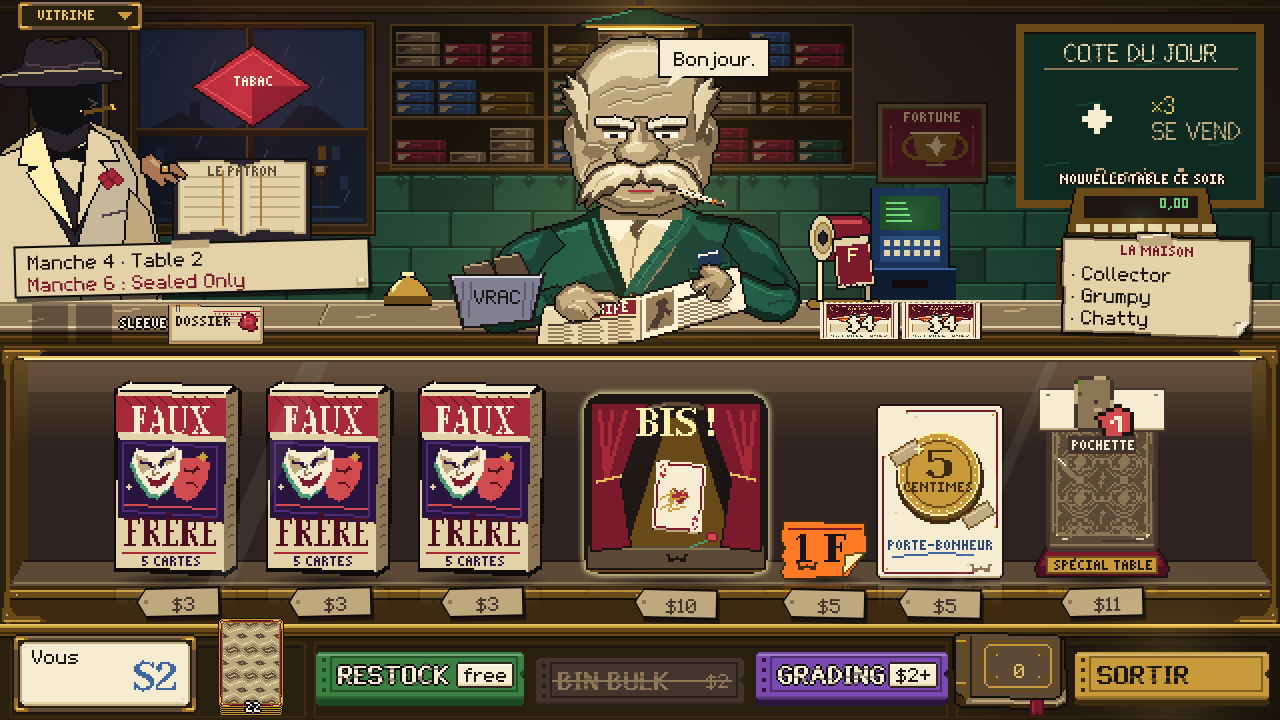 VITRINE
TABAC
LE PATRON
Manche 4 · Table 2
Manche 6 : Sealed Only
SLEEVE
DOSSIER
Bonjour.
VRAC
FORTUNE
F
COTE DU JOUR
x3
SE VEND
NOUVELLE TABLE CE SOIR
0,00
LA MAISON
· Collector
· Grumpy
· Chatty
FAUX
FRERE
5 CARTES
FAUX
FRERE
5 CARTES
FAUX
FRERE
5 CARTES
BIS !
1 F
5
CENTIMES
PORTE-BONHEUR
1
POCHETTE
SPÉCIAL TABLE
$3
$3
$3
$10
$5
$5
$11
Vous
$2
22
RESTOCK free
BIN BULK $2
GRADING $2+
0
SORTIR